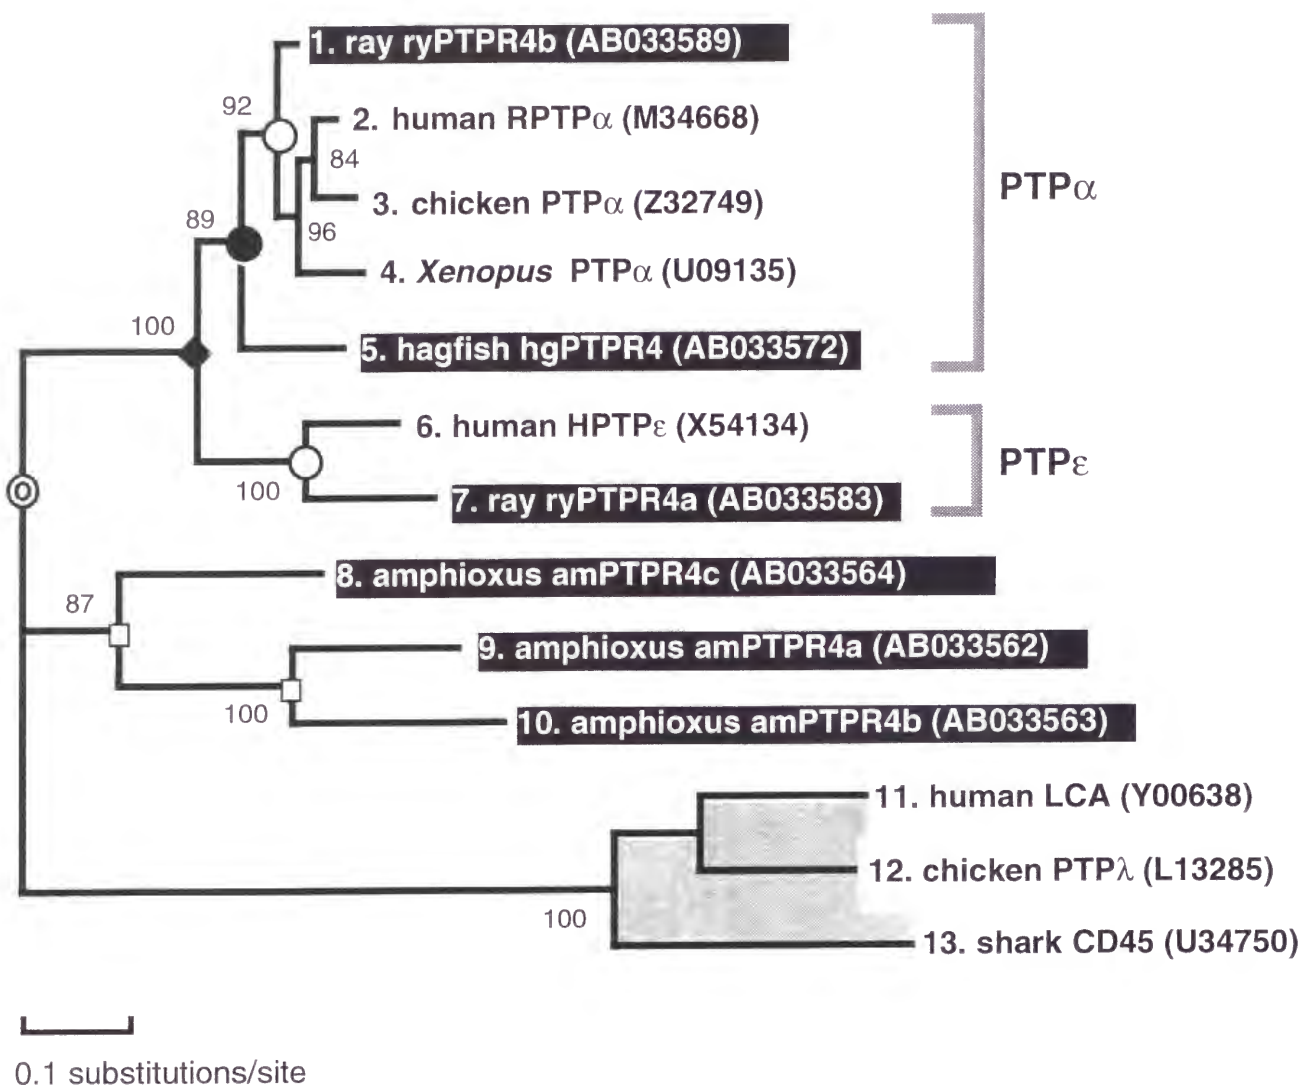 1. ray ryPTPR4b (AB033589)
92
2. human RPTPα (M34668)
84
PTPα
3. chicken PTPα (Z32749)
89
96
4. Xenopus PTPα (U09135)
100
5. hagfish hgPTPR4 (AB033572)
6. human HPTPε (X54134)
PTPε
100
7. ray ryPTPR4a (AB033583)
8. amphioxus amPTPR4c (AB033564)
87
9. amphioxus amPTPR4a (AB033562)
100
10. amphioxus amPTPR4b (AB033563)
11. human LCA (Y00638)
12. chicken PTPλ (L13285)
100
13. shark CD45 (U34750)
0.1 substitutions/site